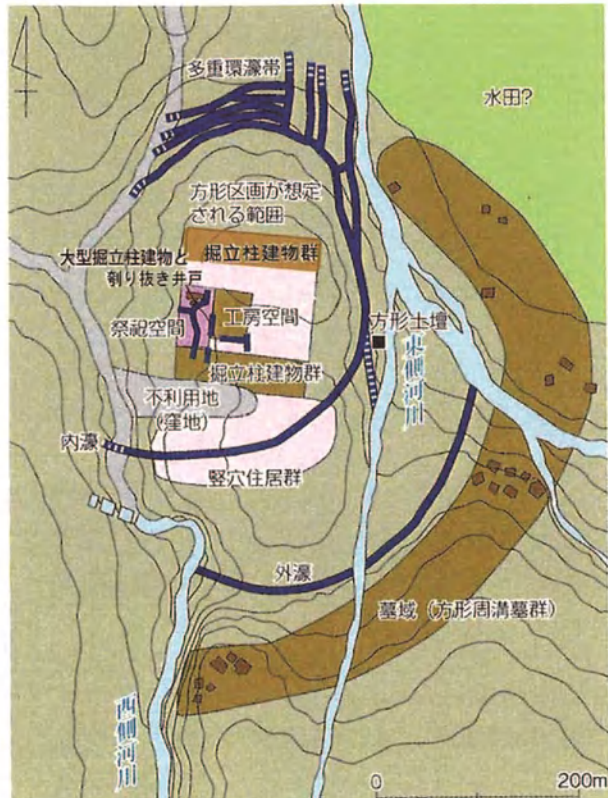 多重環濠帯
水田?
方形区画が想定
される範囲
掘立柱建物群
大型掘立柱建物と
刳り抜き井戸
工房空間
祭祀空間
方形土壇
東側河川
掘立柱建物群
不利用地
(窪地)
内濠
竪穴住居群
外濠
墓域(方形周溝墓群)
西側河川
0 200m